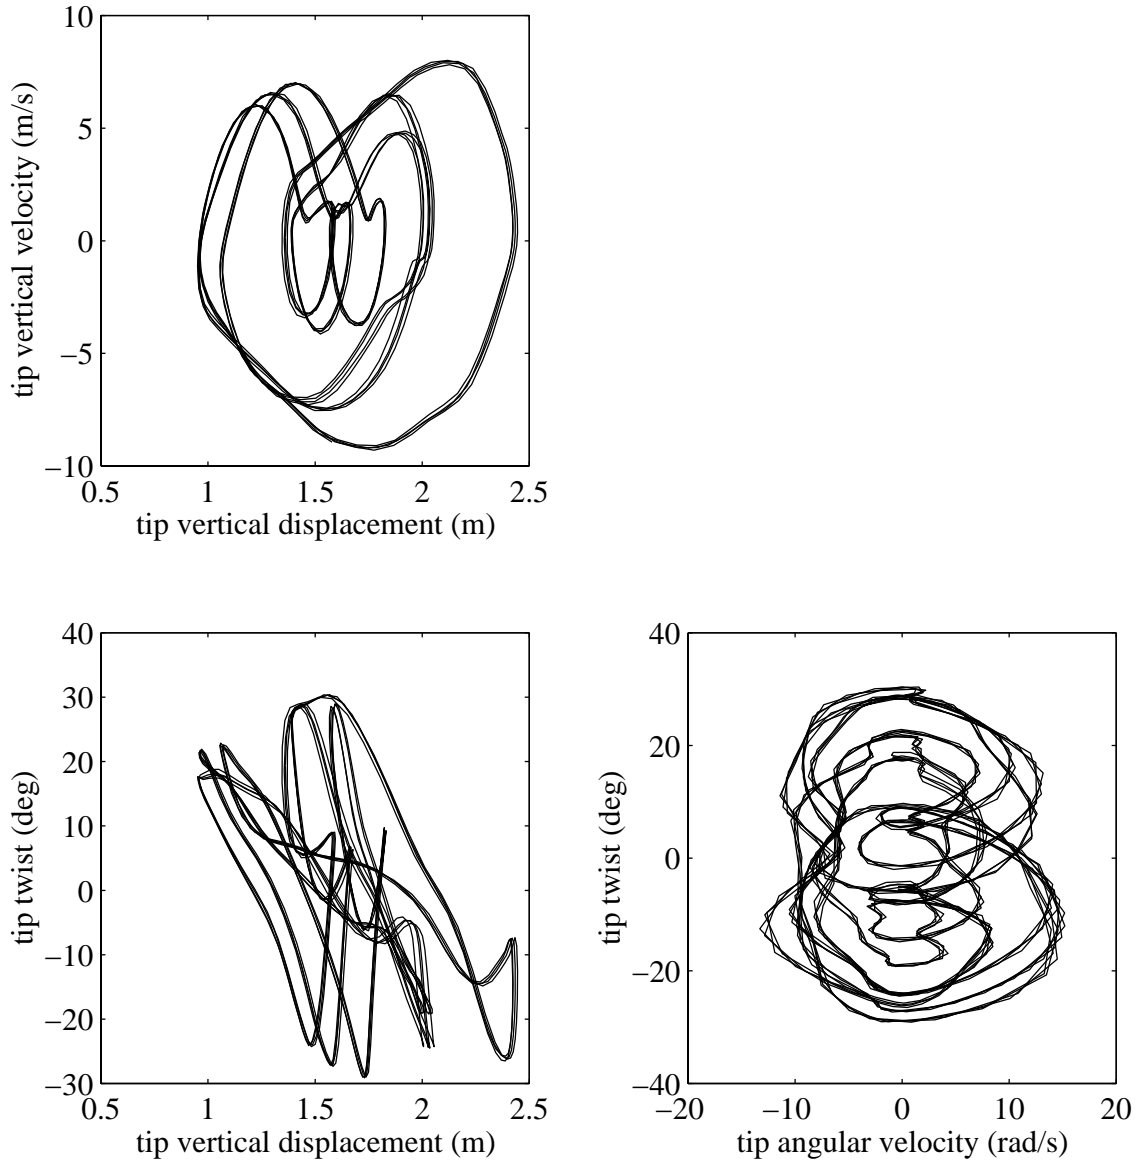 10
5
0
−5
−10
tip vertical velocity (m/s)
0.5 1 1.5 2 2.5
tip vertical displacement (m)
40
30
20
10
0
−10
−20
−30
tip twist (deg)
0.5 1 1.5 2 2.5
tip vertical displacement (m)
40
20
0
−20
−40
tip twist (deg)
−20 −10 0 10 20
tip angular velocity (rad/s)